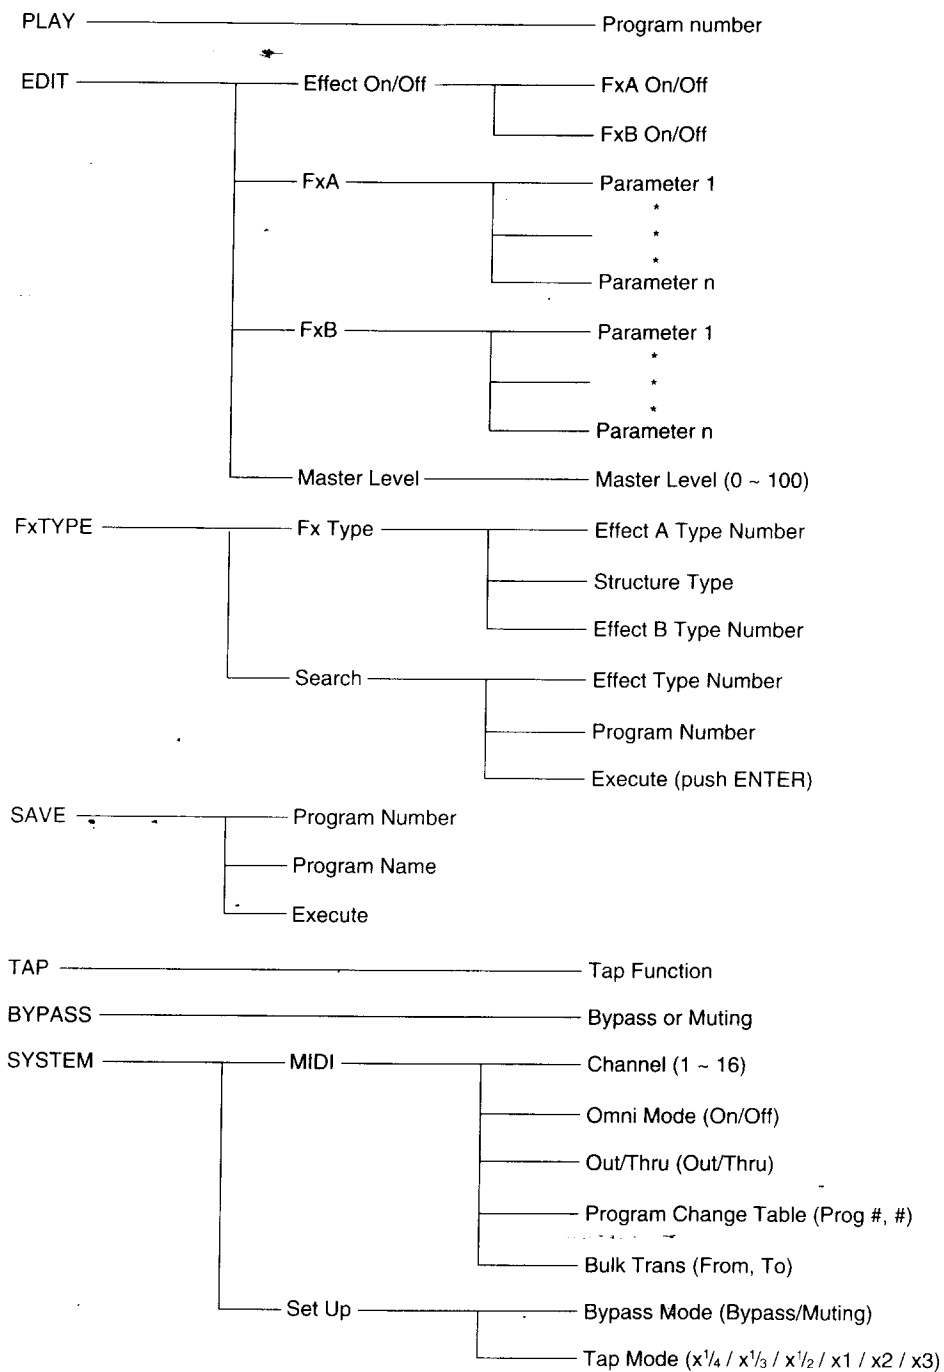 PLAY Program number
EDIT Effect On/Off FxA On/Off
FxB On/Off
FxA Parameter 1
*
*
*
Parameter n
FxB Parameter 1
*
*
*
Parameter n
Master Level Master Level (0 ~ 100)
FxTYPE Fx Type Effect A Type Number
Structure Type
Effect B Type Number
Search Effect Type Number
Program Number
Execute (push ENTER)
SAVE Program Number
Program Name
Execute
TAP Tap Function
BYPASS Bypass or Muting
SYSTEM MIDI Channel (1 ~ 16)
Omni Mode (On/Off)
Out/Thru (Out/Thru)
Program Change Table (Prog #, #)
Bulk Trans (From, To)
Set Up Bypass Mode (Bypass/Muting)
Tap Mode (x¼ / x⅓ / x½ / x1 / x2 / x3)